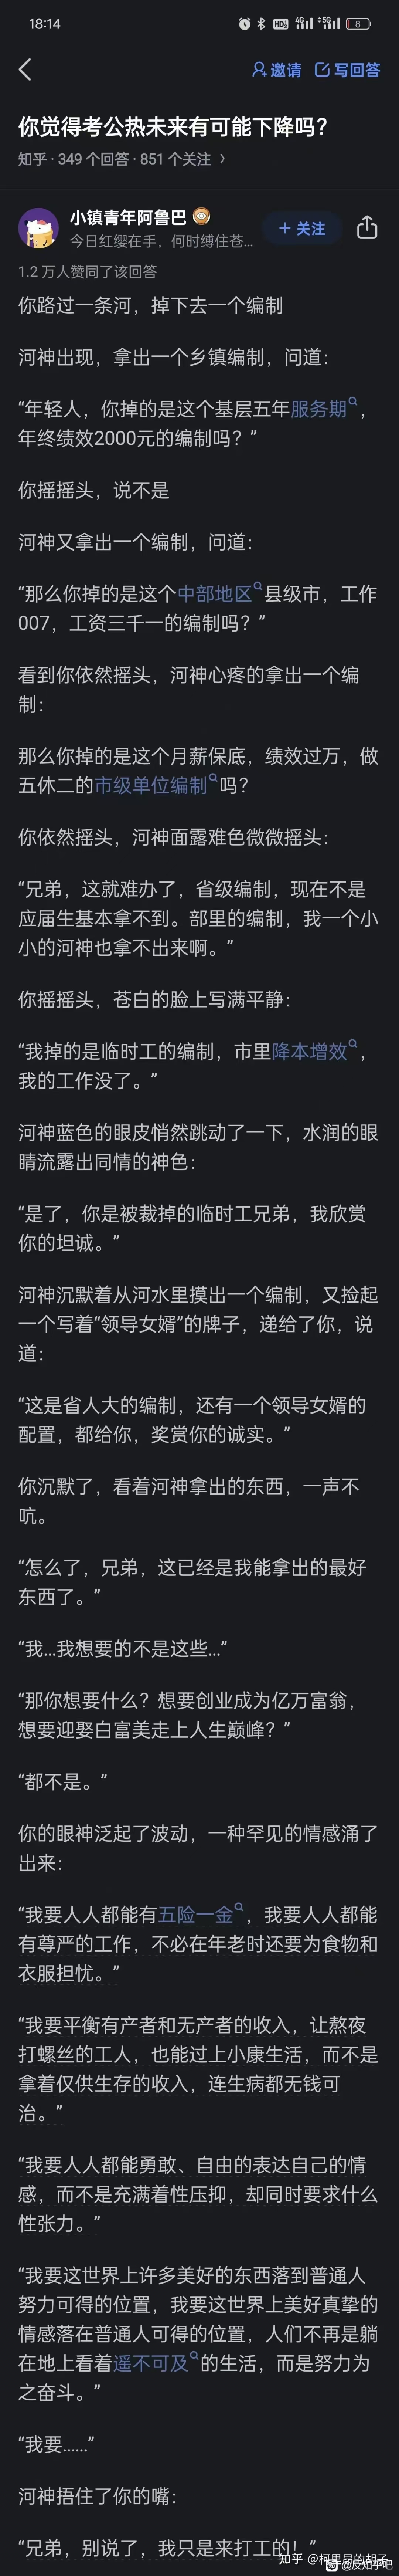 18:14
HD 4G 5G 8
邀请 写回答
你觉得考公热未来有可能下降吗?
知乎 · 349 个回答 · 851 个关注 >
小镇青年阿鲁巴
+ 关注
今日红缨在手，何时缚住苍...
1.2 万人赞同了该回答
你路过一条河，掉下去一个编制
河神出现，拿出一个乡镇编制，问道：
“年轻人，你掉的是这个基层五年服务期，
年终绩效2000元的编制吗？”
你摇摇头，说不是
河神又拿出一个编制，问道：
“那么你掉的是这个中部地区县级市，工作
007，工资三千一的编制吗？”
看到你依然摇头，河神心疼的拿出一个编
制：
那么你掉的是这个月薪保底，绩效过万，做
五休二的市级单位编制吗？
你依然摇头，河神面露难色微微摇头：
“兄弟，这就难办了，省级编制，现在不是
应届生基本拿不到。部里的编制，我一个小
小的河神也拿不出来啊。”
你摇摇头，苍白的脸上写满平静：
“我掉的是临时工的编制，市里降本增效，
我的工作没了。”
河神蓝色的眼皮悄然跳动了一下，水润的眼
睛流露出同情的神色：
“是了，你是被裁掉的临时工兄弟，我欣赏
你的坦诚。”
河神沉默着从河水里摸出一个编制，又捡起
一个写着“领导女婿”的牌子，递给了你，说
道：
“这是省人大的编制，还有一个领导女婿的
配置，都给你，奖赏你的诚实。”
你沉默了，看着河神拿出的东西，一声不
吭。
“怎么了，兄弟，这已经是我能拿出的最好
东西了。”
“我...我想要的不是这些...”
“那你想要什么？想要创业成为亿万富翁，
想要迎娶白富美走上人生巅峰？”
“都不是。”
你的眼神泛起了波动，一种罕见的情感涌了
出来：
“我要人人都能有五险一金，我要人人都能
有尊严的工作，不必在年老时还要为食物和
衣服担忧。”
“我要平衡有产者和无产者的收入，让熬夜
打螺丝的工人，也能过上小康生活，而不是
拿着仅供生存的收入，连生病都无钱可
治。”
“我要人人都能勇敢、自由的表达自己的情
感，而不是充满着性压抑，却同时要求什么
性张力。”
“我要这世界上许多美好的东西落到普通人
努力可得的位置，我要这世界上美好真挚的
情感落在普通人可得的位置，人们不再是躺
在地上看着遥不可及的生活，而是努力为
之奋斗。”
“我要......”
河神捂住了你的嘴：
“兄弟，别说了，我只是来打工的！”
知乎 @柯里昂的胡子
@反知乎吧